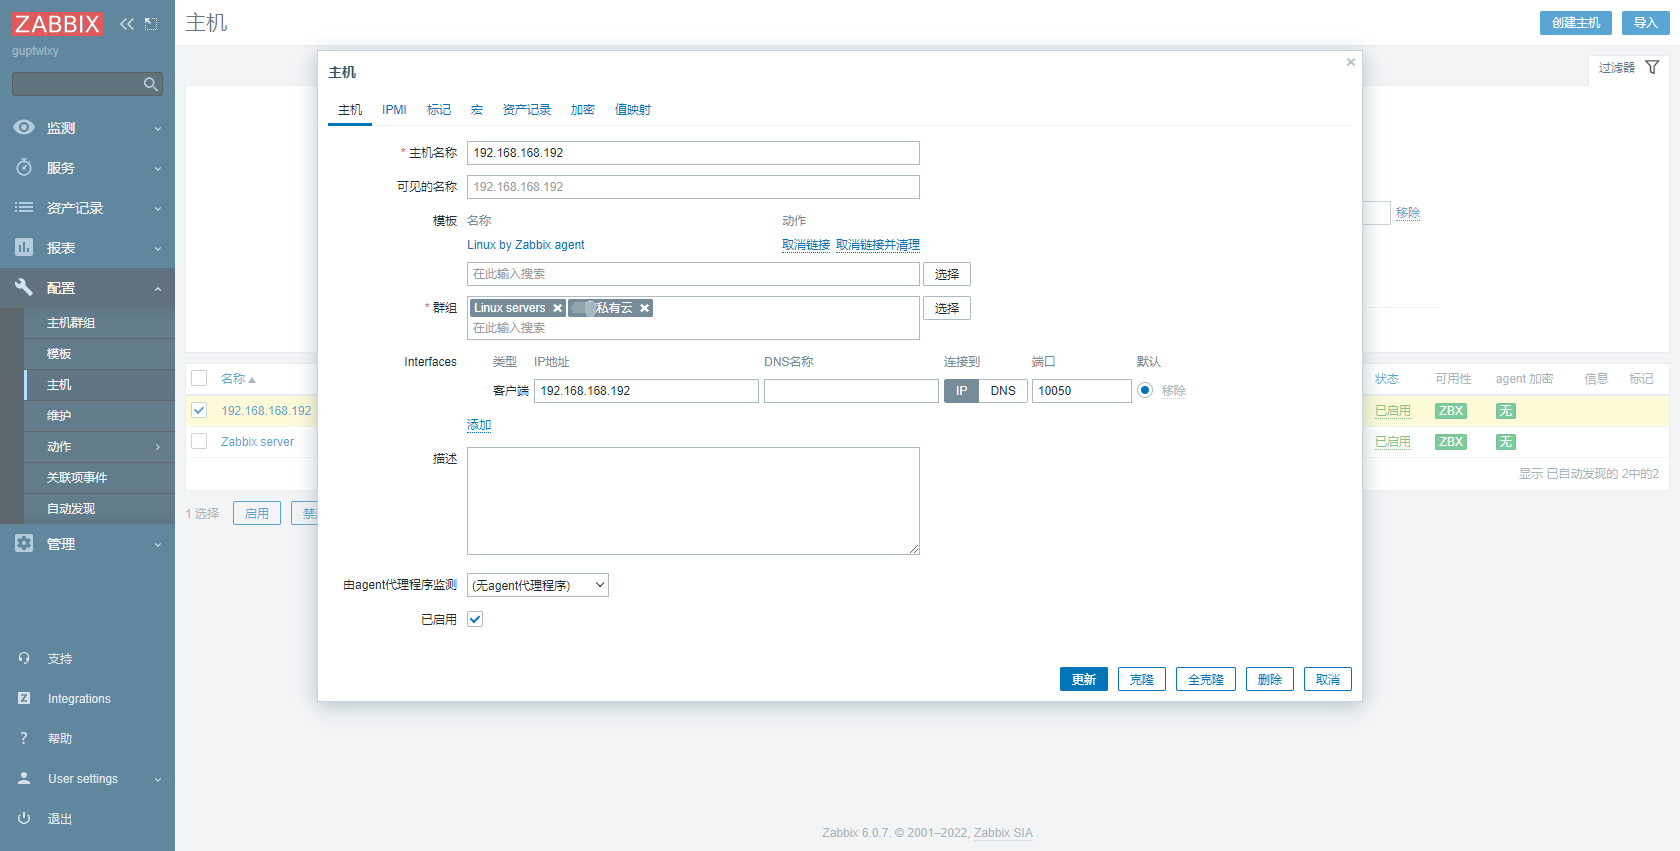 ZABBIX
guptwlxy
监测
服务
资产记录
报表
配置
主机群组
模板
主机
维护
动作
关联项事件
自动发现
管理
支持
Integrations
帮助
User settings
退出
主机
创建主机 导入
过滤器
移除
名称
状态 可用性 agent 加密 信息 标记
192.168.168.192
已启用 ZBX 无
Zabbix server
已启用 ZBX 无
显示 已自动发现的 2中的2
1 选择 启用 禁
主机
主机 IPMI 标记 宏 资产记录 加密 值映射
* 主机名称 192.168.168.192
可见的名称 192.168.168.192
模板 名称 动作
Linux by Zabbix agent 取消链接 取消链接并清理
在此输入搜索 选择
* 群组 Linux servers 私有云 选择
在此输入搜索
Interfaces 类型 IP地址 DNS名称 连接到 端口 默认
客户端 192.168.168.192 IP DNS 10050 移除
添加
描述
由agent代理程序监测 (无agent代理程序)
已启用
更新 克隆 全克隆 删除 取消
Zabbix 6.0.7. © 2001–2022, Zabbix SIA